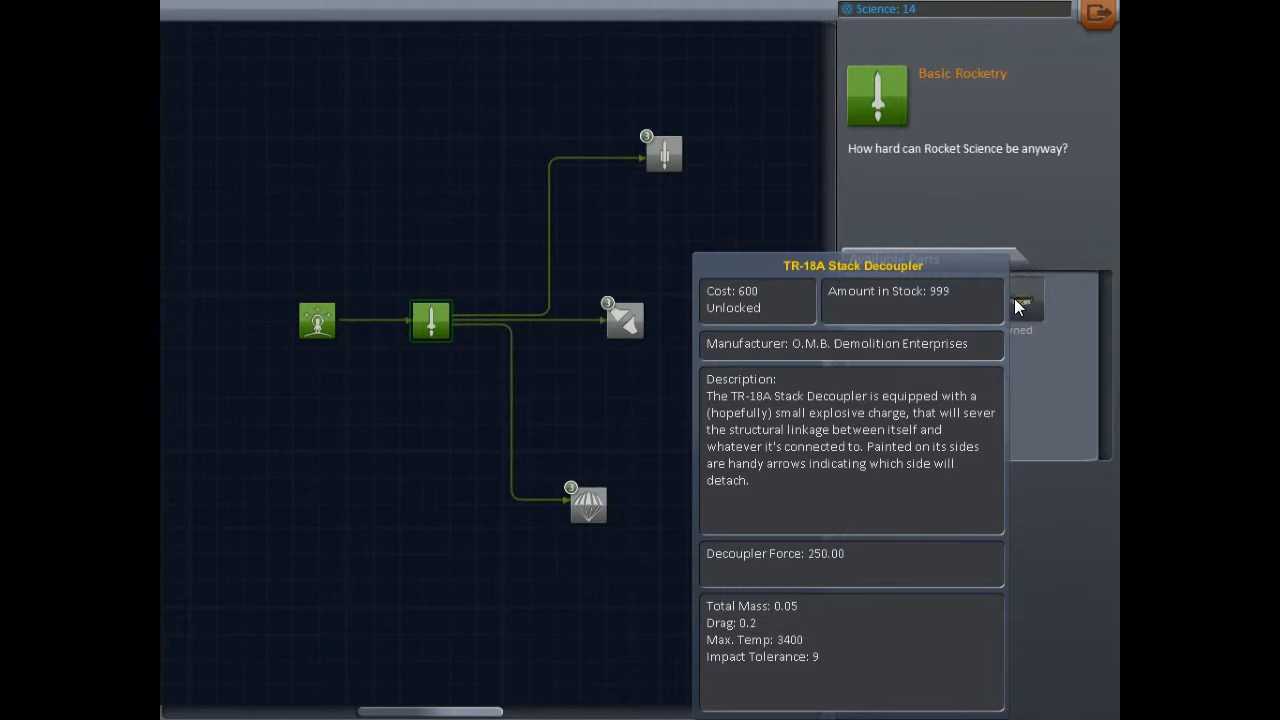 Science: 14
Basic Rocketry
How hard can Rocket Science be anyway?
3
3
3
Available Parts
TR-18A Stack Decoupler
Cost: 600
Unlocked
Amount in Stock: 999
Manufacturer: O.M.B. Demolition Enterprises
Description:
The TR-18A Stack Decoupler is equipped with a
(hopefully) small explosive charge, that will sever
the structural linkage between itself and
whatever it's connected to. Painted on its sides
are handy arrows indicating which side will
detach.
Decoupler Force: 250.00
Total Mass: 0.05
Drag: 0.2
Max. Temp: 3400
Impact Tolerance: 9